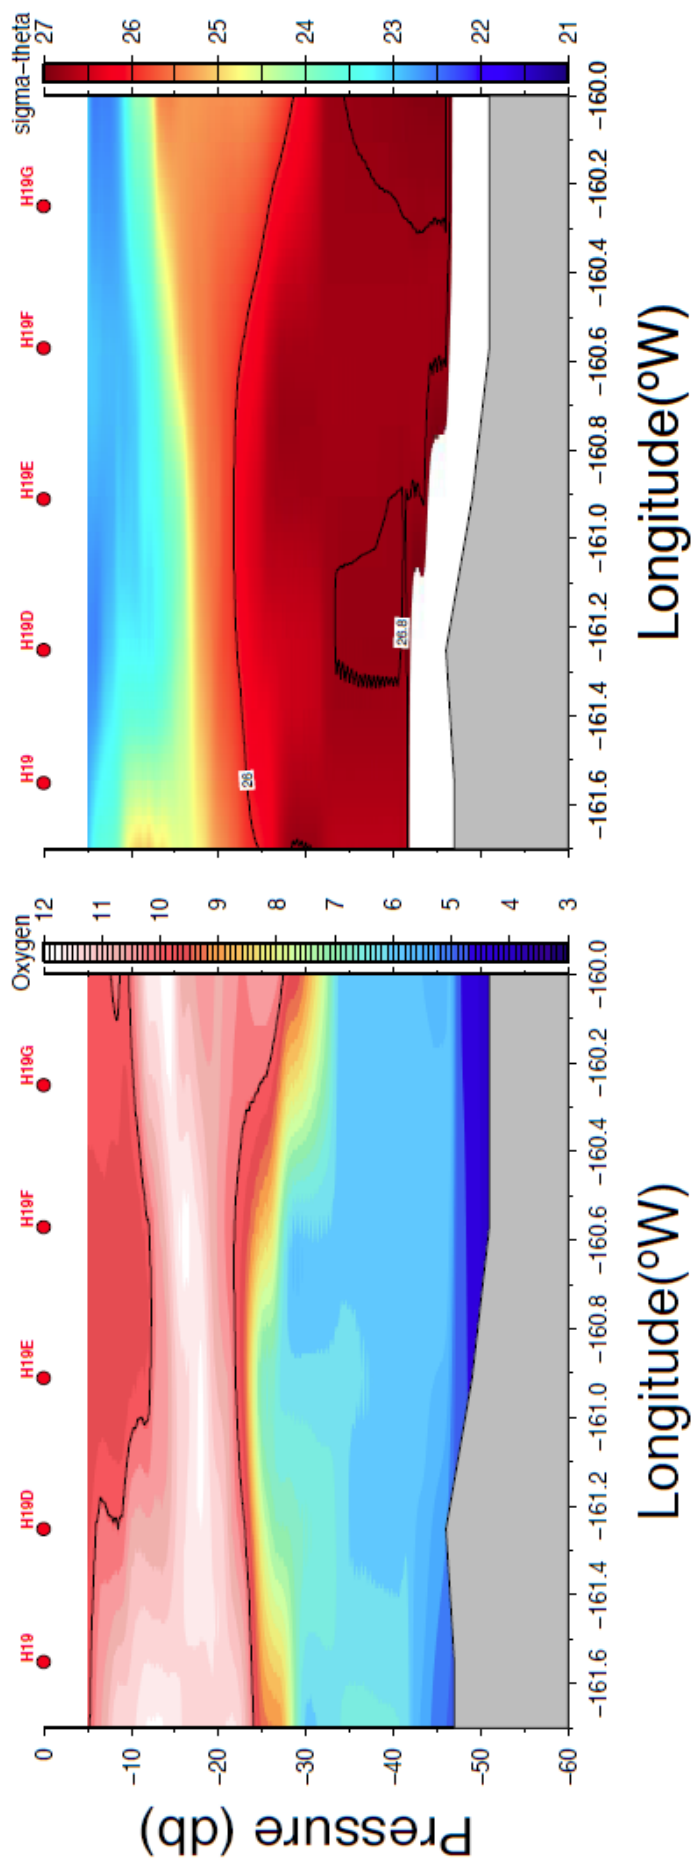 Oxygen
H19
H19D
H19E
H19F
H19G
12
11
10
9
8
7
6
5
4
3
0
−10
−20
−30
−40
−50
−60
Pressure (db)
−161.6
−161.4
−161.2
−161.0
−160.8
−160.6
−160.4
−160.2
−160.0
Longitude(ºW)
sigma−theta
H19
H19D
H19E
H19F
H19G
27
26
25
24
23
22
21
26
26.8
−161.6
−161.4
−161.2
−161.0
−160.8
−160.6
−160.4
−160.2
−160.0
Longitude(ºW)